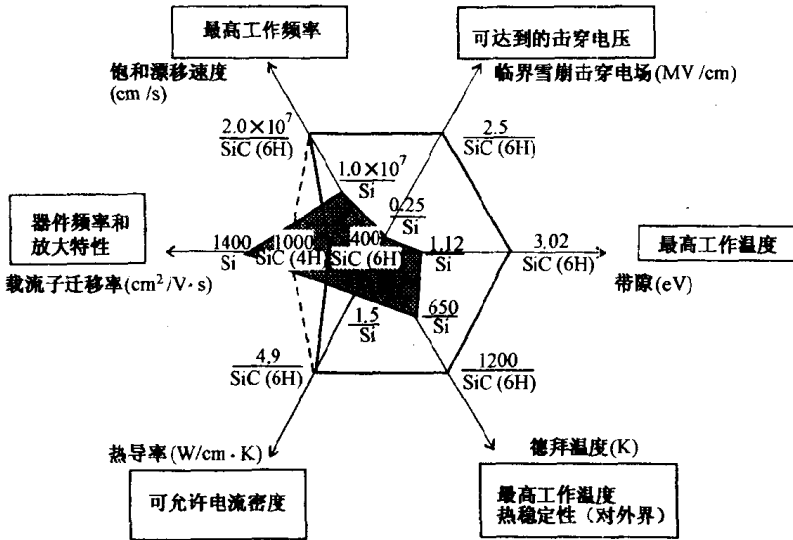 最高工作频率
可达到的击穿电压
饱和漂移速度
(cm/s)
临界雪崩击穿电场(MV/cm)
2.0×10⁷
SiC(6H)
2.5
SiC(6H)
1.0×10⁷
Si
0.25
Si
器件频率和
放大特性
1400
Si
1000
SiC(4H)
400
SiC(6H)
1.12
Si
3.02
SiC(6H)
最高工作温度
载流子迁移率(cm²/V·s)
带隙(eV)
1.5
Si
650
Si
4.9
SiC(6H)
1200
SiC(6H)
热导率(W/cm·K)
德拜温度(K)
可允许电流密度
最高工作温度
热稳定性（对外界）